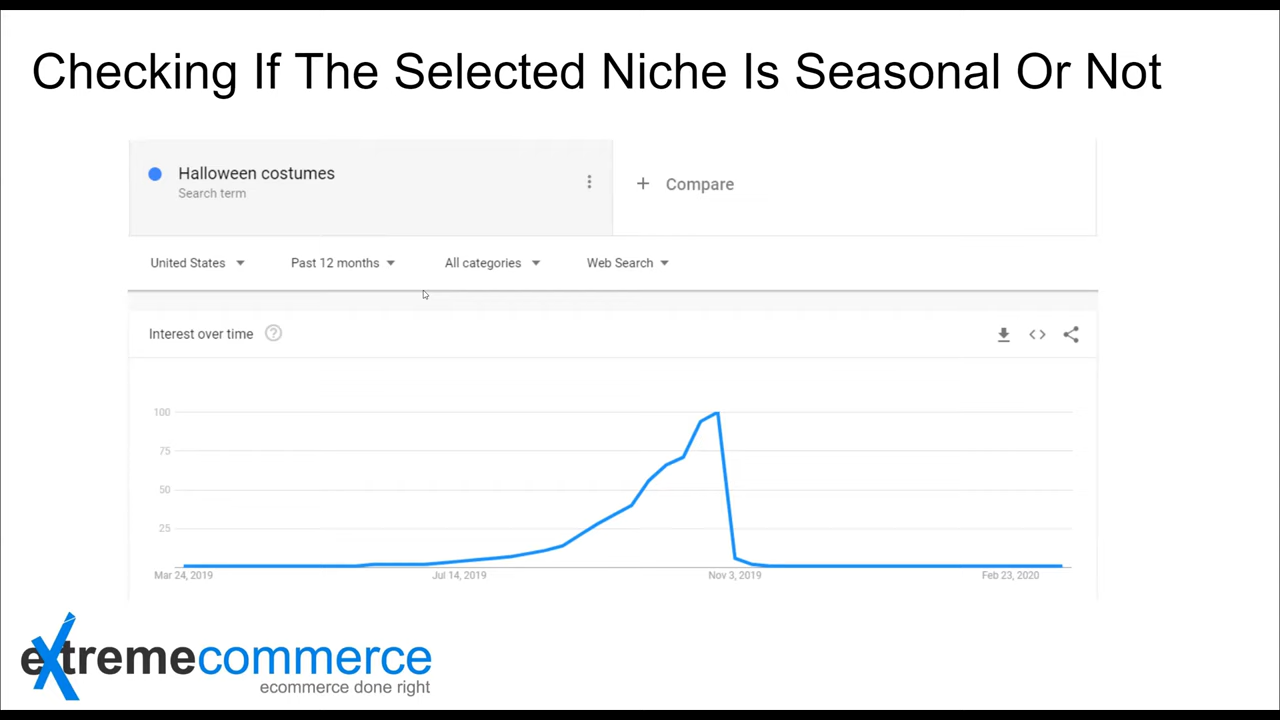 Checking If The Selected Niche Is Seasonal Or Not
Halloween costumes
Search term
+ Compare
United States
Past 12 months
All categories
Web Search
Interest over time ?
100
75
50
25
Mar 24, 2019
Jul 14, 2019
Nov 3, 2019
Feb 23, 2020
extremecommerce
ecommerce done right